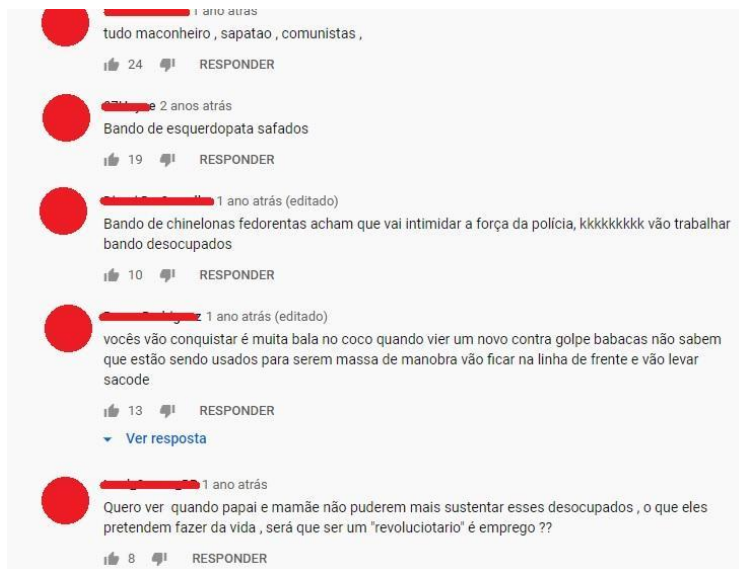 1 ano atrás
tudo maconheiro , sapatao , comunistas ,
24 RESPONDER
2 anos atrás
Bando de esquerdopata safados
19 RESPONDER
1 ano atrás (editado)
Bando de chinelonas fedorentas acham que vai intimidar a força da polícia, kkkkkkkkk vão trabalhar
bando desocupados
10 RESPONDER
1 ano atrás (editado)
vocês vão conquistar é muita bala no coco quando vier um novo contra golpe babacas não sabem
que estão sendo usados para serem massa de manobra vão ficar na linha de frente e vão levar
sacode
13 RESPONDER
Ver resposta
1 ano atrás
Quero ver quando papai e mamãe não puderem mais sustentar esses desocupados , o que eles
pretendem fazer da vida , será que ser um "revoluciotario" é emprego ??
8 RESPONDER